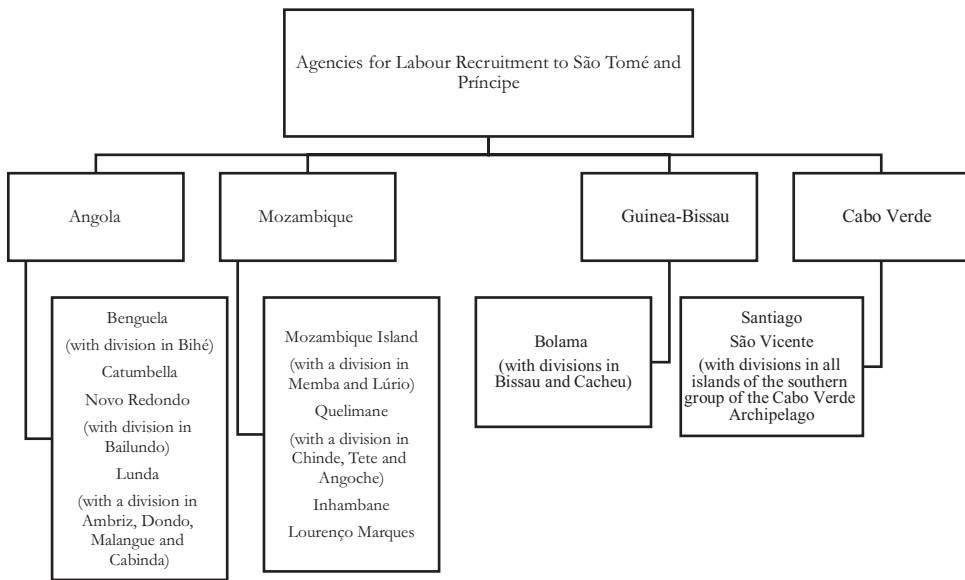 Agencies for Labour Recruitment to São Tomé and
Príncipe
Angola
Mozambique
Guinea-Bissau
Cabo Verde
Benguela
(with division in Bihé)
Catumbella
Novo Redondo
(with division in
Bailundo)
Lunda
(with a division in
Ambriz, Dondo,
Malangue and
Cabinda)
Mozambique Island
(with a division in
Memba and Lúrio)
Quelimane
(with a division in
Chinde, Tete and
Angoche)
Inhambane
Lourenço Marques
Bolama
(with divisions in
Bissau and Cacheu)
Santiago
São Vicente
(with divisions in all
islands of the southern
group of the Cabo Verde
Archipelago